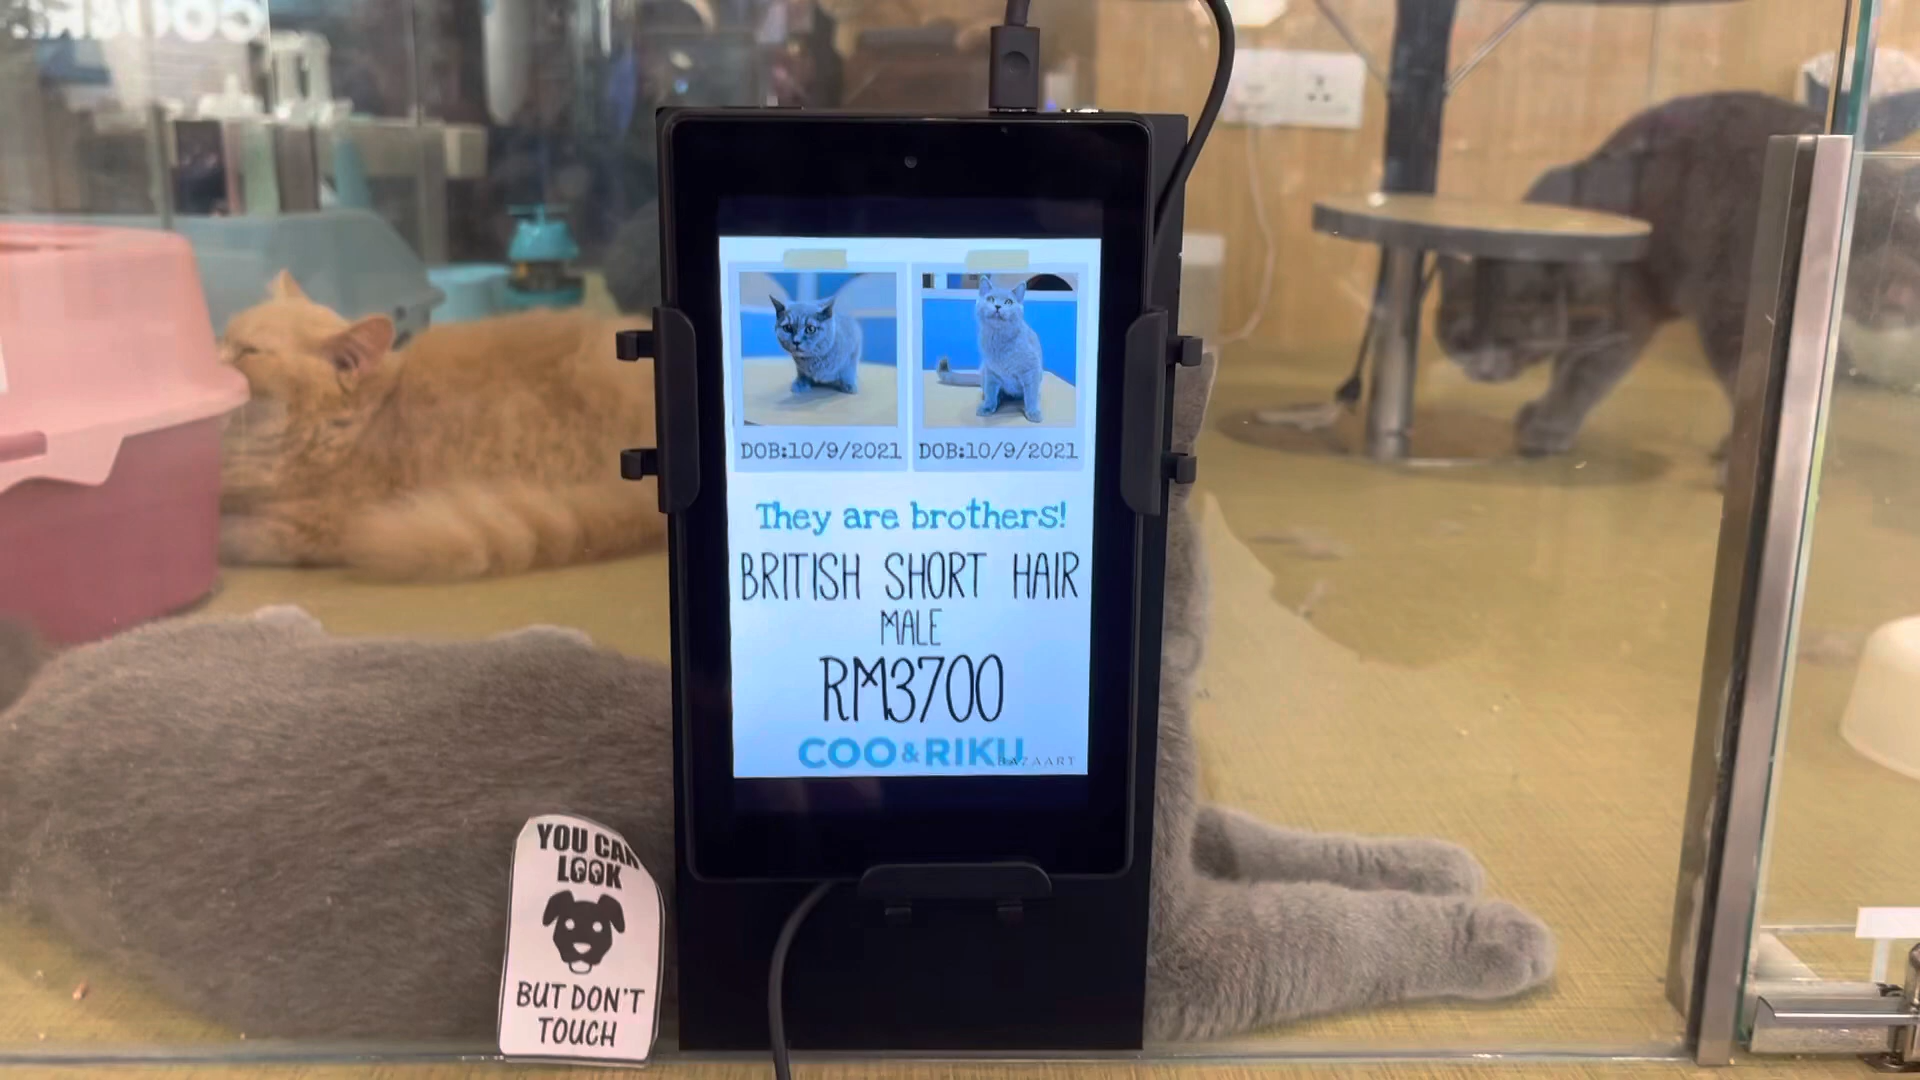 DOB:10/9/2021
DOB:10/9/2021
They are brothers!
BRITISH SHORT HAIR
MALE
RM3700
COO&RIKU
BAZAART
YOU CAN
LOOK
BUT DON'T
TOUCH